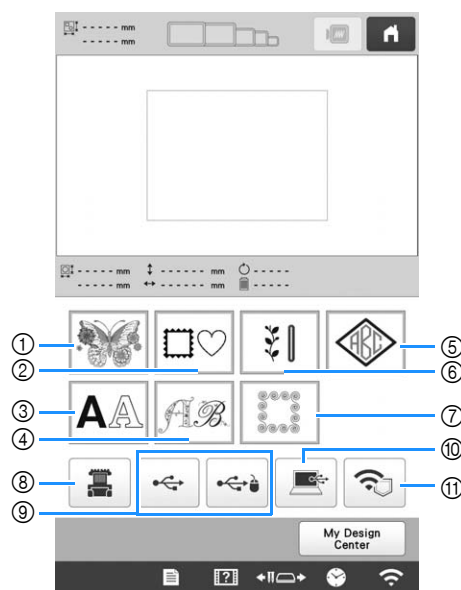 - - - - - mm
- - - - - mm
- - - - - mm - - - - - - mm - - - - -
- - - - - mm - - - - - - mm - - - - -
① ABC ⑤
② ⑥
③ A A A B ⑦
④ ⑩
⑧ ⑪
⑨
My Design
Center
?